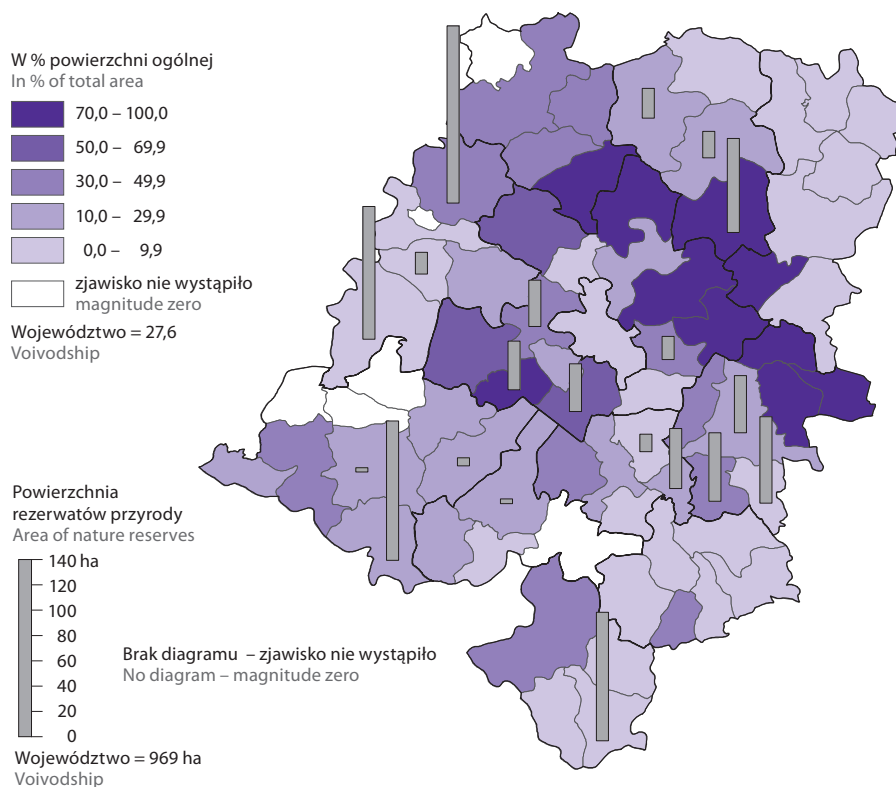 W % powierzchni ogólnej
In % of total area
70,0 – 100,0
50,0 – 69,9
30,0 – 49,9
10,0 – 29,9
0,0 – 9,9
zjawisko nie wystąpiło
magnitude zero
Województwo = 27,6
Voivodship
Powierzchnia
rezerwatów przyrody
Area of nature reserves
140 ha
120
100
80
60
40
20
0
Województwo = 969 ha
Voivodship
Brak diagramu – zjawisko nie wystąpiło
No diagram – magnitude zero